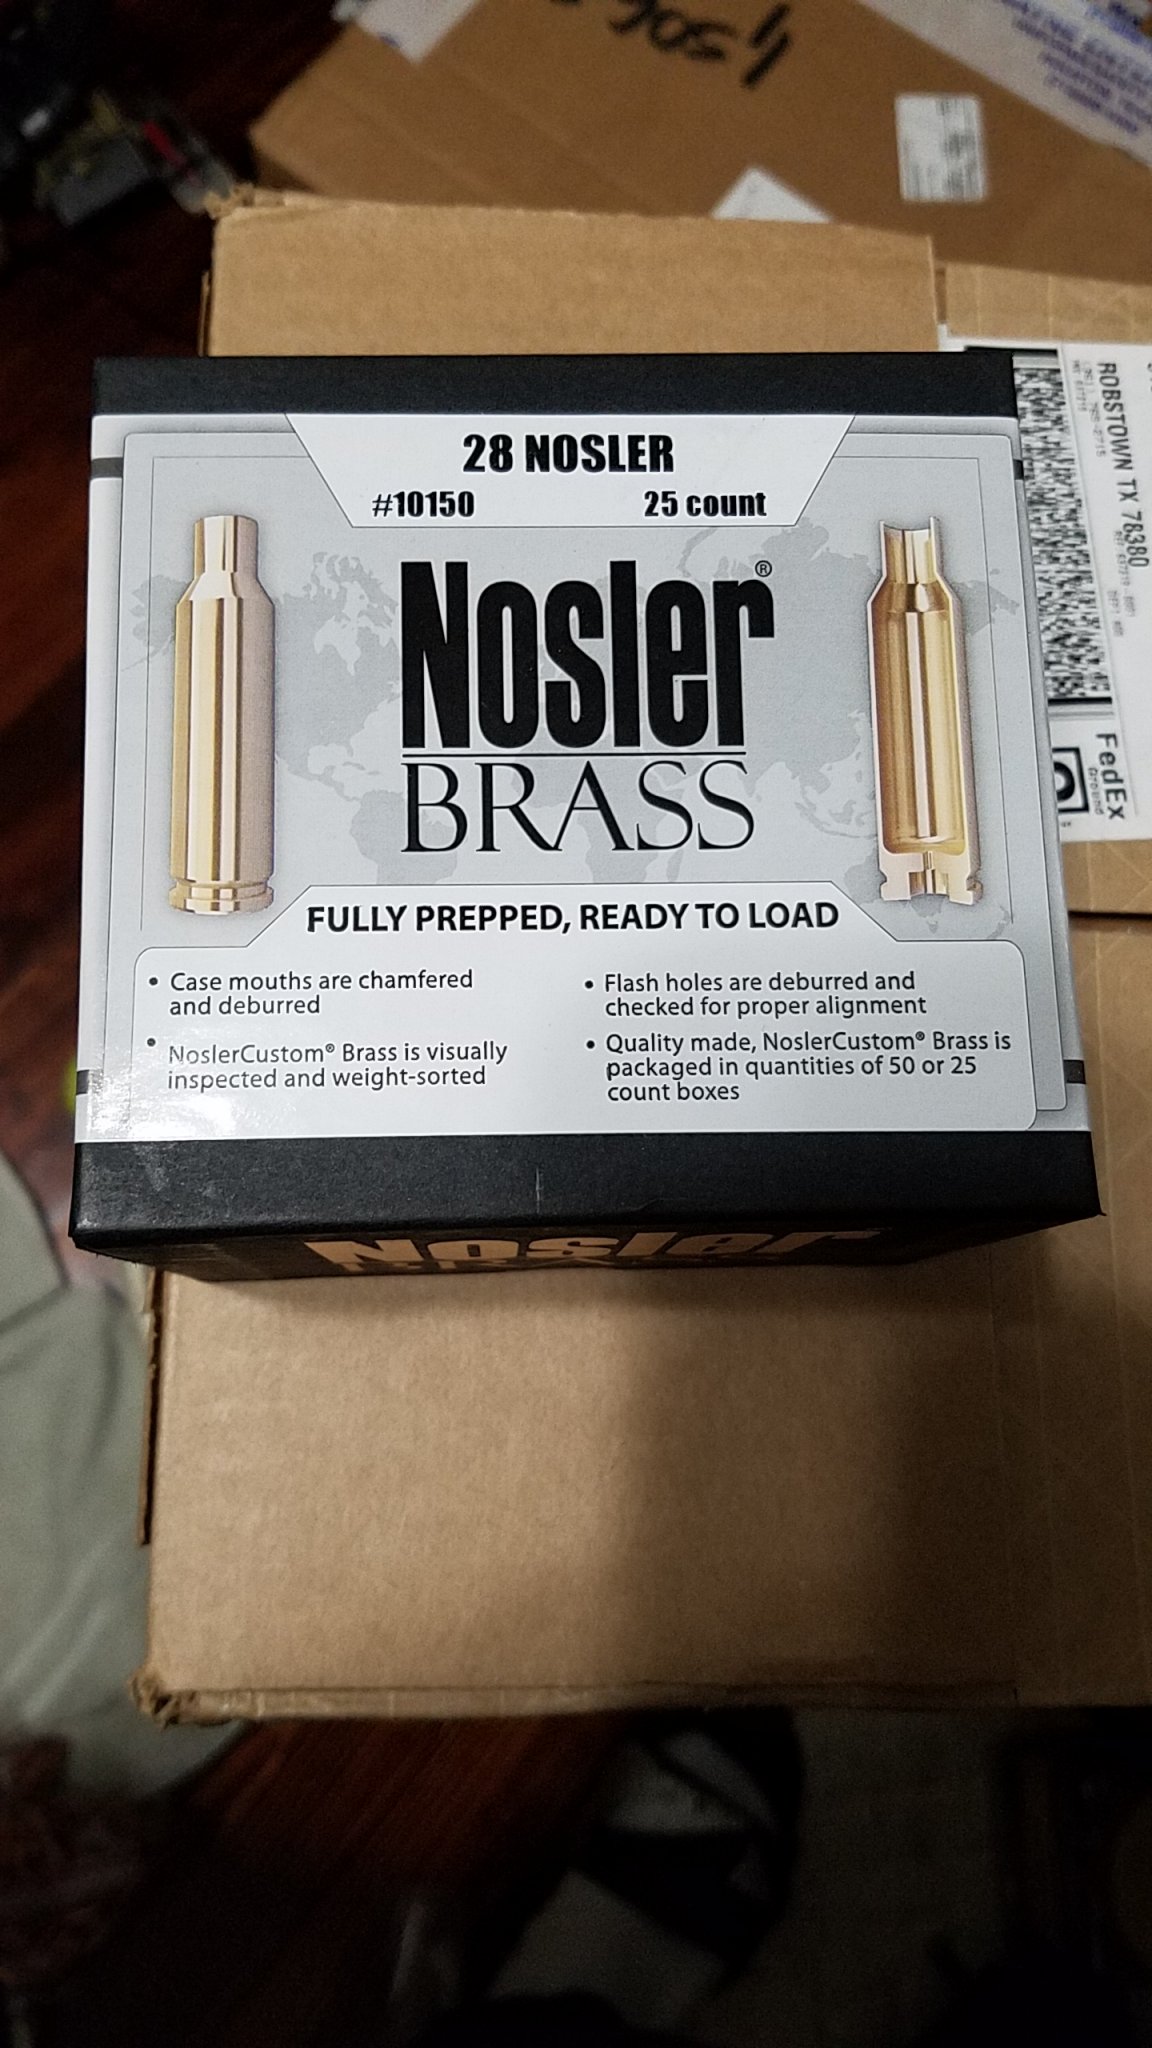 28 NOSLER
#10150 25 count
Nosler®
BRASS
FULLY PREPPED, READY TO LOAD
• Case mouths are chamfered
and deburred
• NoslerCustom® Brass is visually
inspected and weight-sorted
• Flash holes are deburred and
checked for proper alignment
• Quality made, NoslerCustom® Brass is
packaged in quantities of 50 or 25
count boxes
Nosler
ROBSTOWN TX 78380
FedEx
Ground